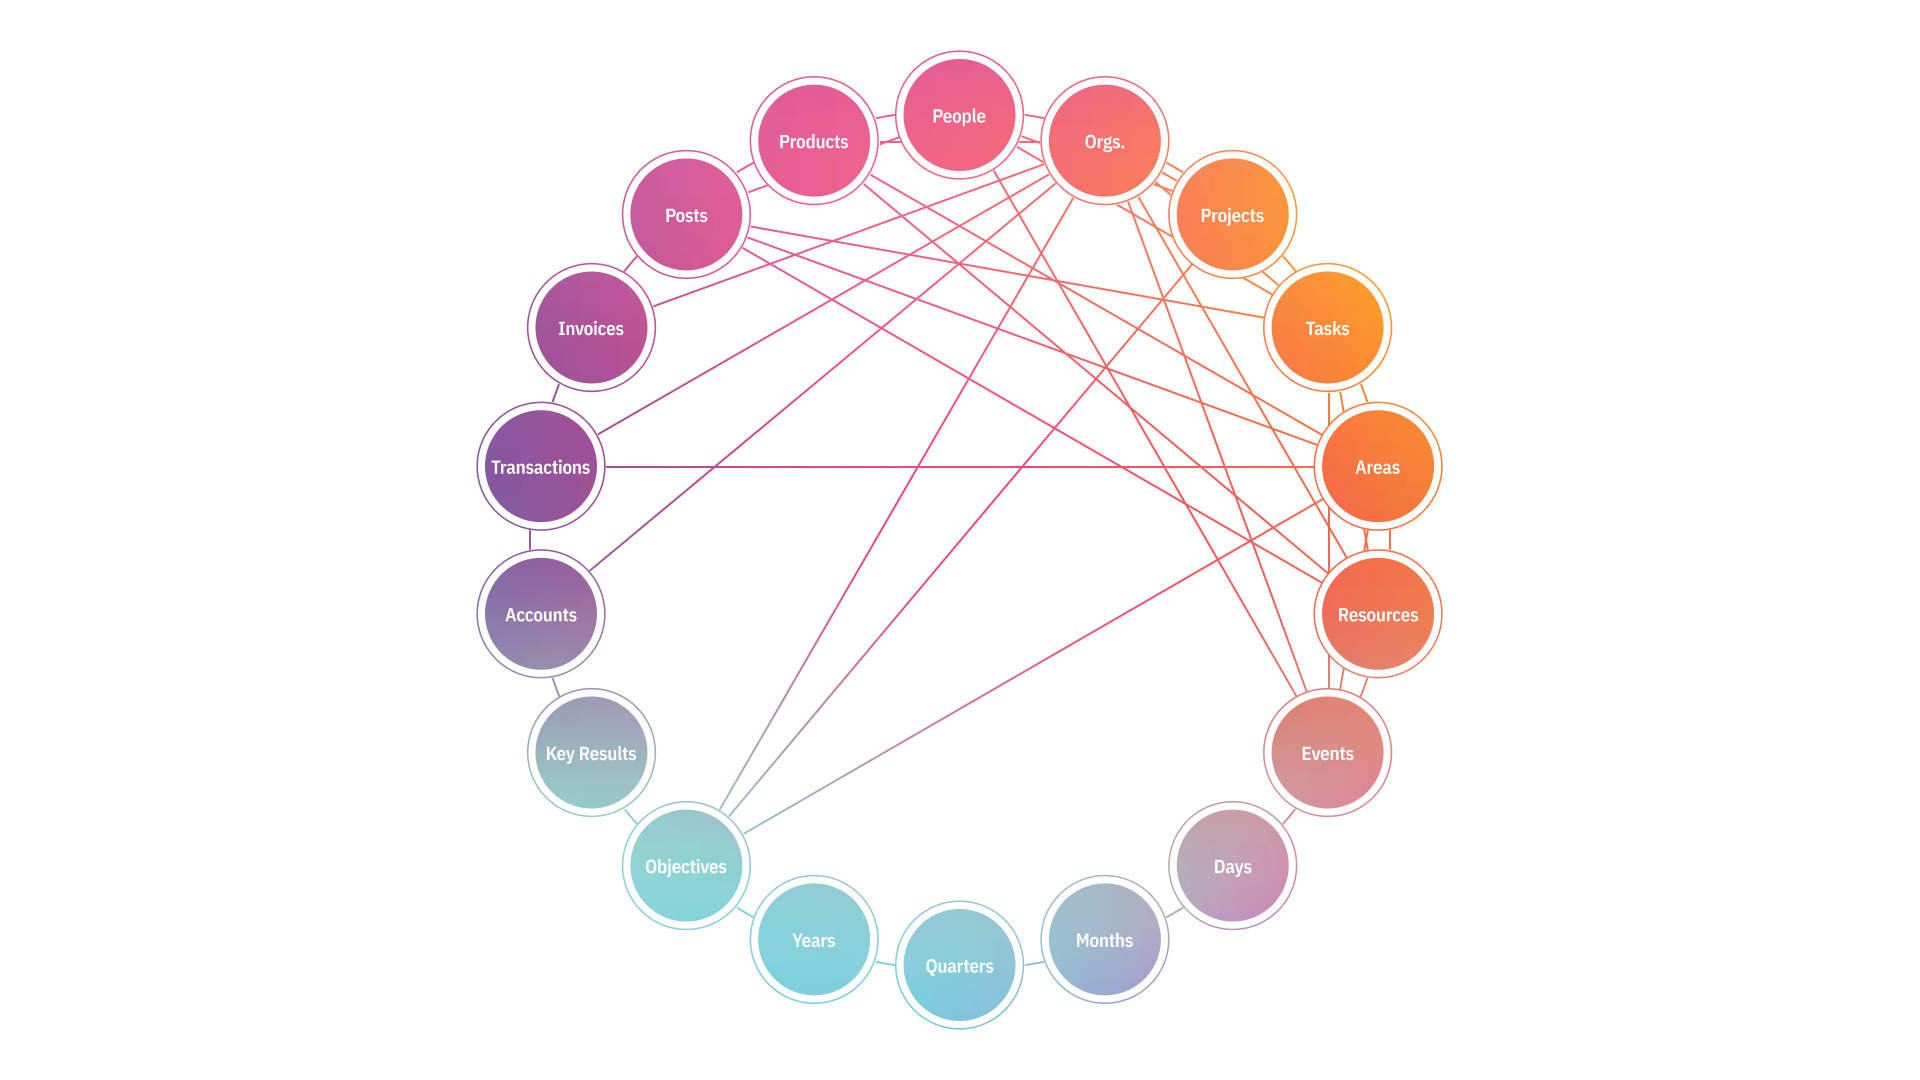 People
Products
Orgs.
Posts
Projects
Invoices
Tasks
Transactions
Areas
Accounts
Resources
Key Results
Events
Objectives
Days
Years
Months
Quarters